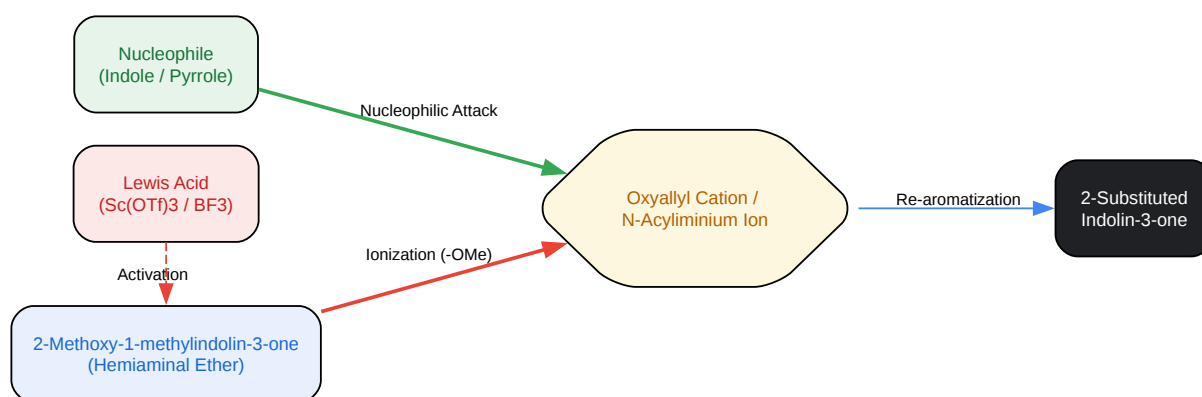 Nucleophile
(Indole / Pyrrole)
Nucleophilic Attack
Lewis Acid
(Sc(OTf)3 / BF3)
Activation
Ionization (-OMe)
2-Methoxy-1-methylindolin-3-one
(Hemiaminal Ether)
Oxyallyl Cation /
N-Acyliminium Ion
Re-aromatization
2-Substituted
Indolin-3-one